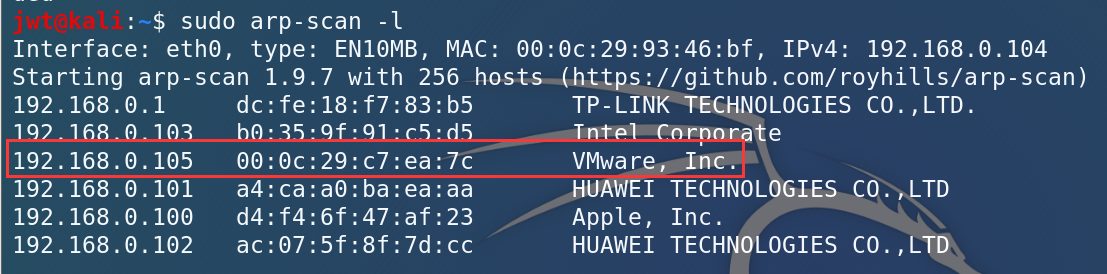 jwt@kali:~$ sudo arp-scan -l
Interface: eth0, type: EN10MB, MAC: 00:0c:29:93:46:bf, IPv4: 192.168.0.104
Starting arp-scan 1.9.7 with 256 hosts (https://github.com/royhills/arp-scan)
192.168.0.1 dc:fe:18:f7:83:b5 TP-LINK TECHNOLOGIES CO.,LTD.
192.168.0.103 b0:35:9f:91:c5:d5 Intel Corporate
192.168.0.105 00:0c:29:c7:ea:7c VMware, Inc.
192.168.0.101 a4:ca:a0:ba:ea:aa HUAWEI TECHNOLOGIES CO.,LTD
192.168.0.100 d4:f4:6f:47:af:23 Apple, Inc.
192.168.0.102 ac:07:5f:8f:7d:cc HUAWEI TECHNOLOGIES CO.,LTD